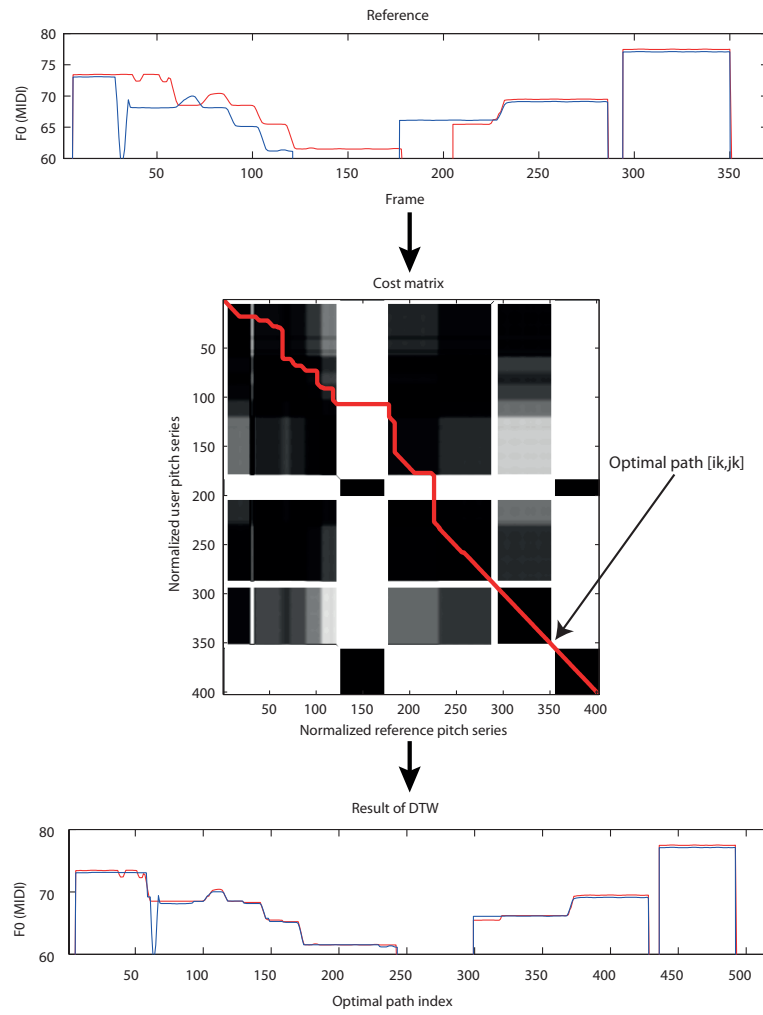 Reference
80
75
70
65
60
F0 (MIDI)
50 100 150 200 250 300 350
Frame
Cost matrix
50
100
150
200
250
300
350
400
Normalized user pitch series
Optimal path [ik,jk]
50 100 150 200 250 300 350 400
Normalized reference pitch series
Result of DTW
80
70
60
F0 (MIDI)
50 100 150 200 250 300 350 400 450 500
Optimal path index